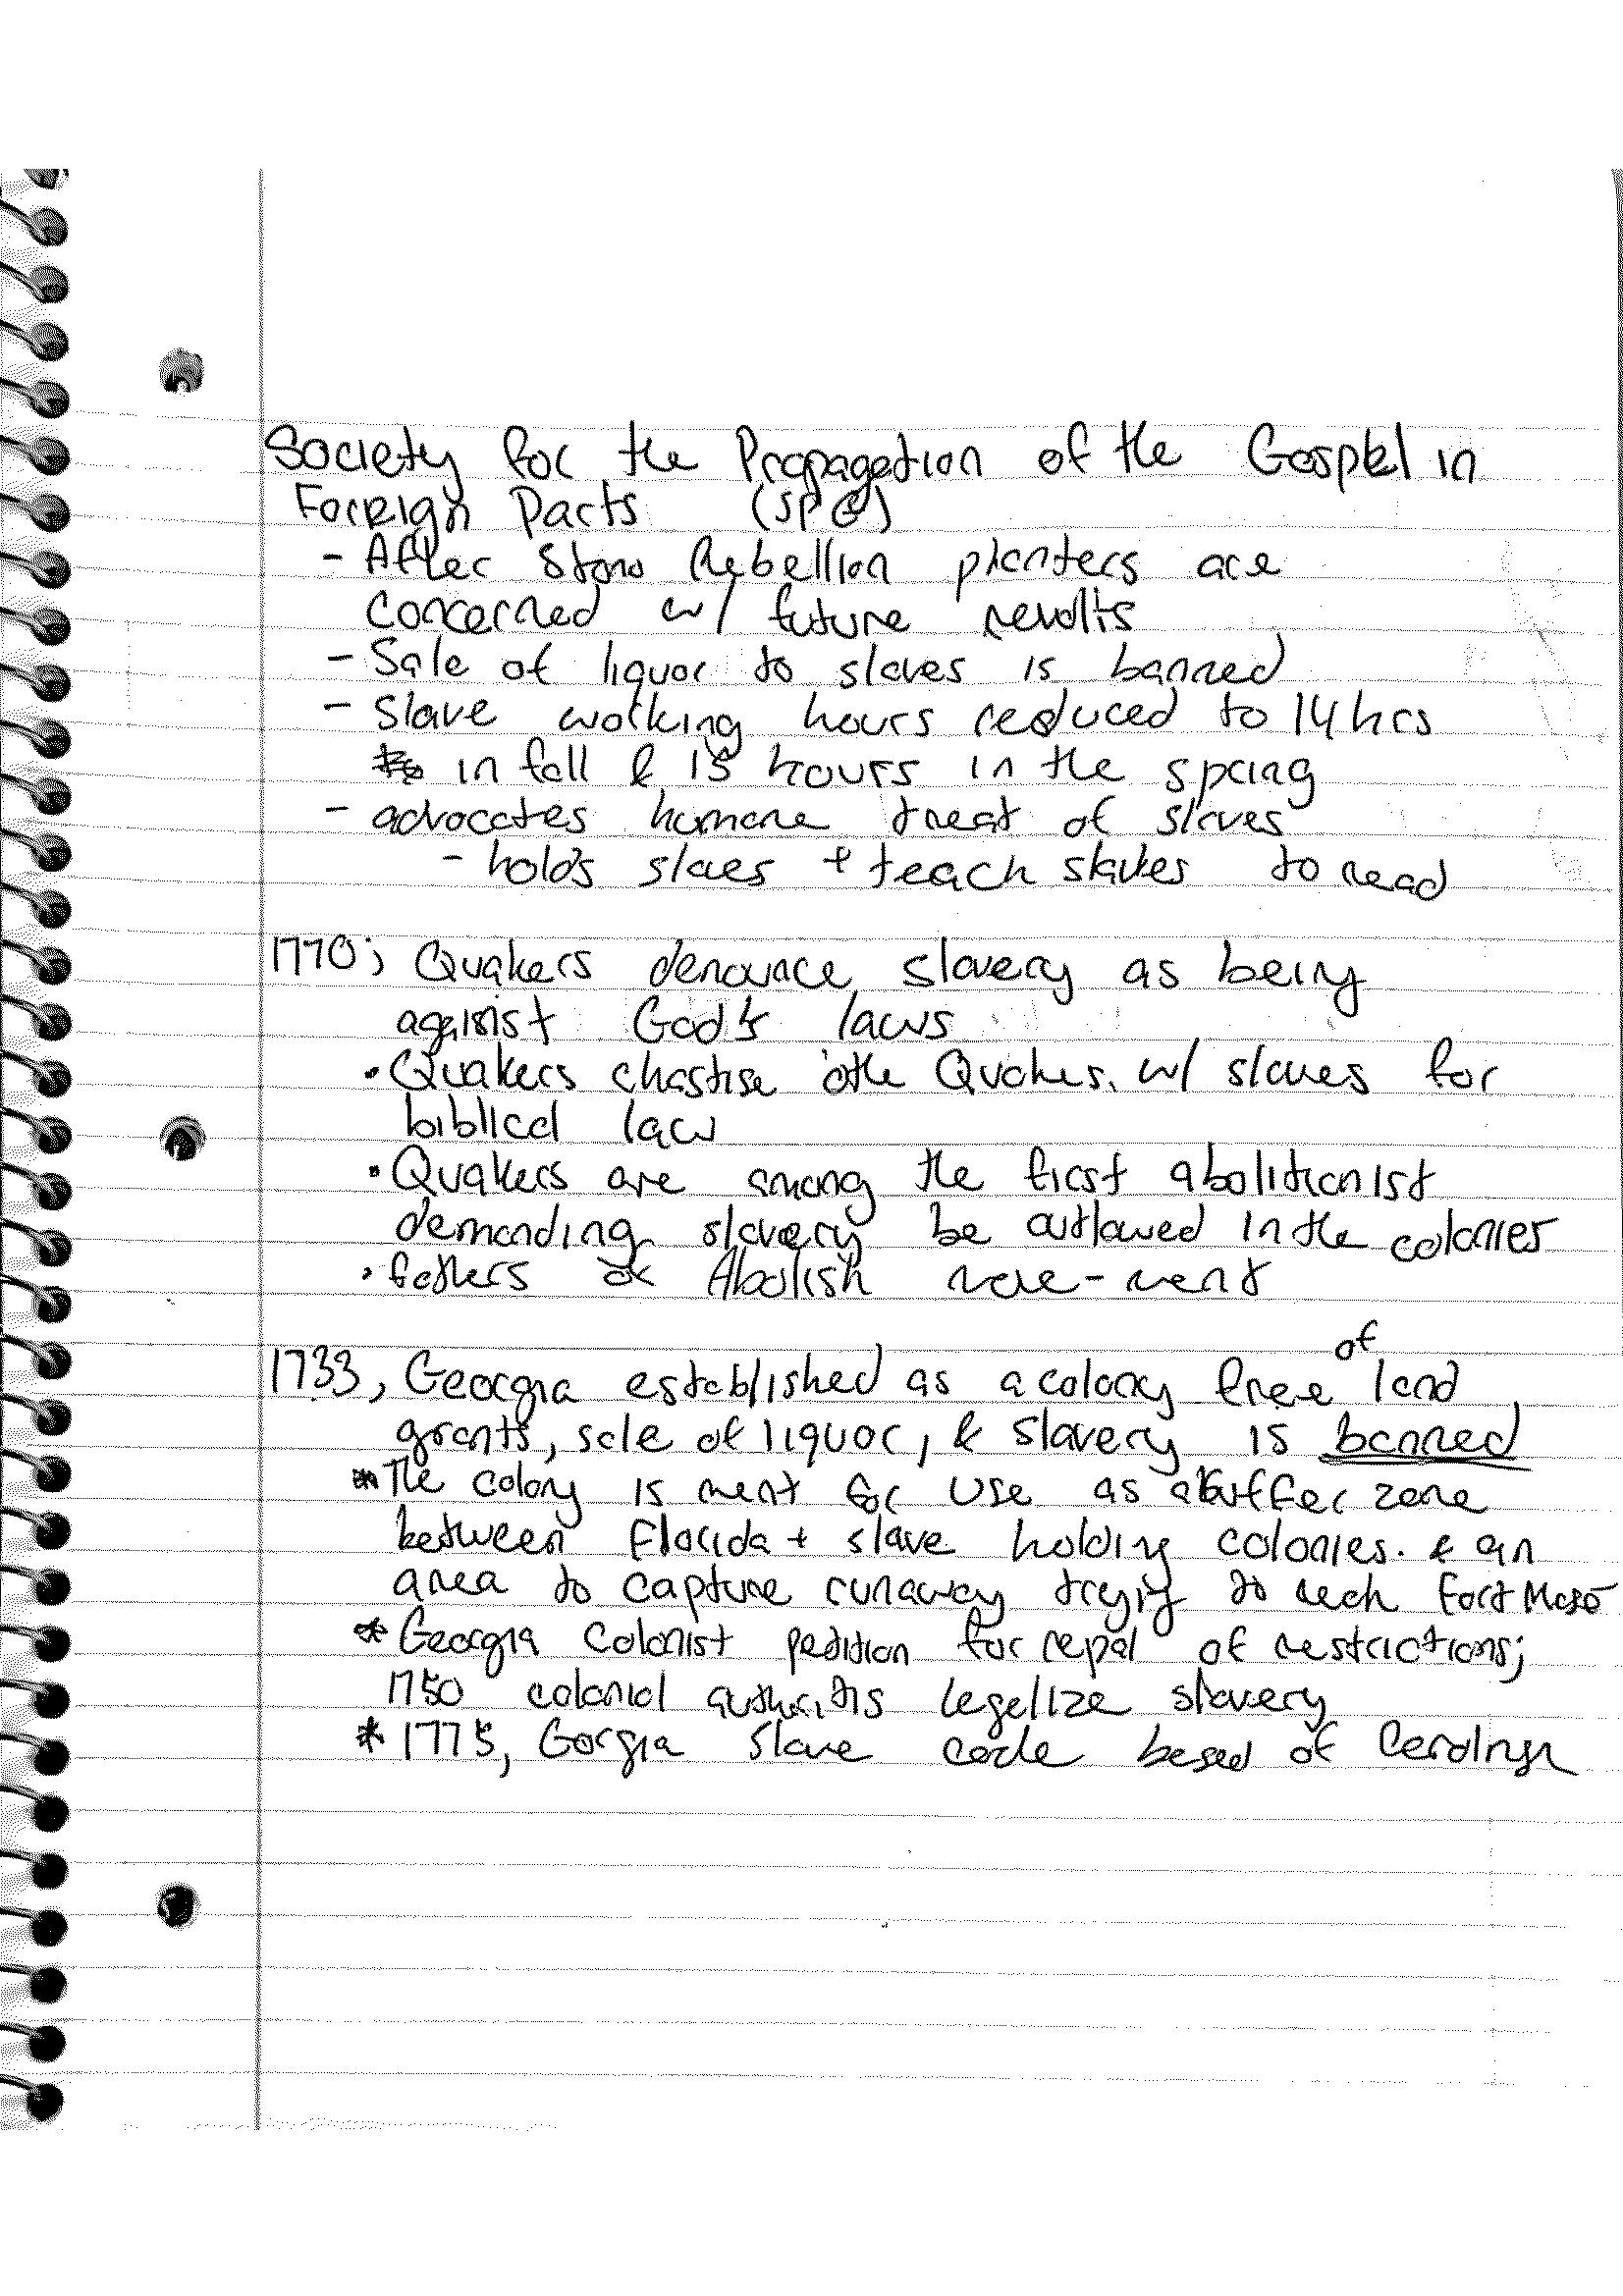 Society for the Propagation of the Gospel in
Foreign Parts (SPG)
- After Stono Rebellion planters are
concerned w/ future revolts
- Sale of liquor to slaves is banned
- Slave working hours reduced to 14 hrs
in fall & 15 hours in the spring
- advocates humane treat of slaves
- holds slaves + teach slaves to read
1770; Quakers denounce slavery as being
against God's laws
• Quakers chastise othe Quakes. w/ slaves for
biblical law
• Quakers are among the first abolitionist
demanding slavery be outlawed in the colonies
• fathers of Abolish move-ment
1733, Georgia established as a colony free of land
grants, sale of liquor, & slavery is banned
* The colony is ment for use as a buffer zone
between Florida + slave holding colonies. & an
area to capture runaway trying to rech Fort Mose
* Georgia colonist petition for repal of restrictions;
1750 colonial legelize slavery
* 1775, Gorgia slave code based of